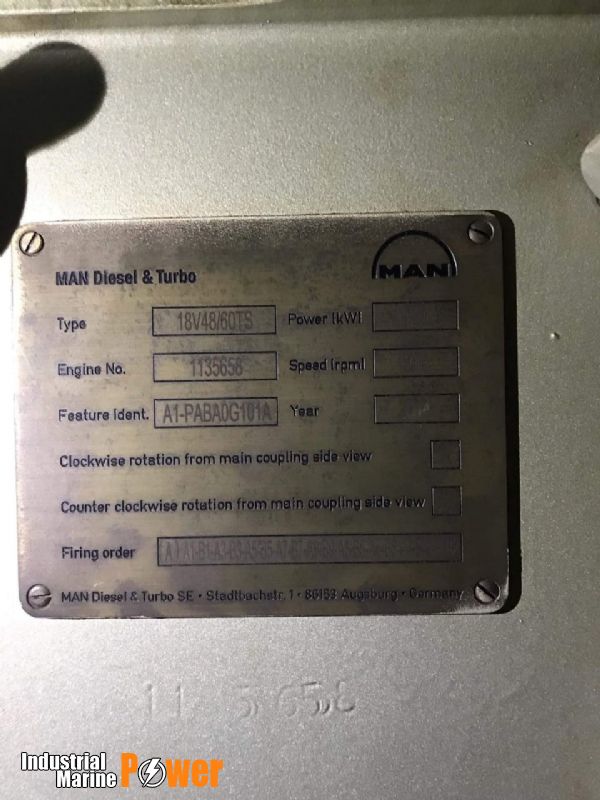 MAN
MAN Diesel & Turbo
Type 18V48/60TS Power [kW]
Engine No. 1135658 Speed [rpm]
Feature Ident. A1-PABA0G101A Year
Clockwise rotation from main coupling side view
Counter clockwise rotation from main coupling side view
Firing order
MAN Diesel & Turbo SE • Stadtbachstr. 1 • 86153 Augsburg • Germany
Industrial
Marine
Power